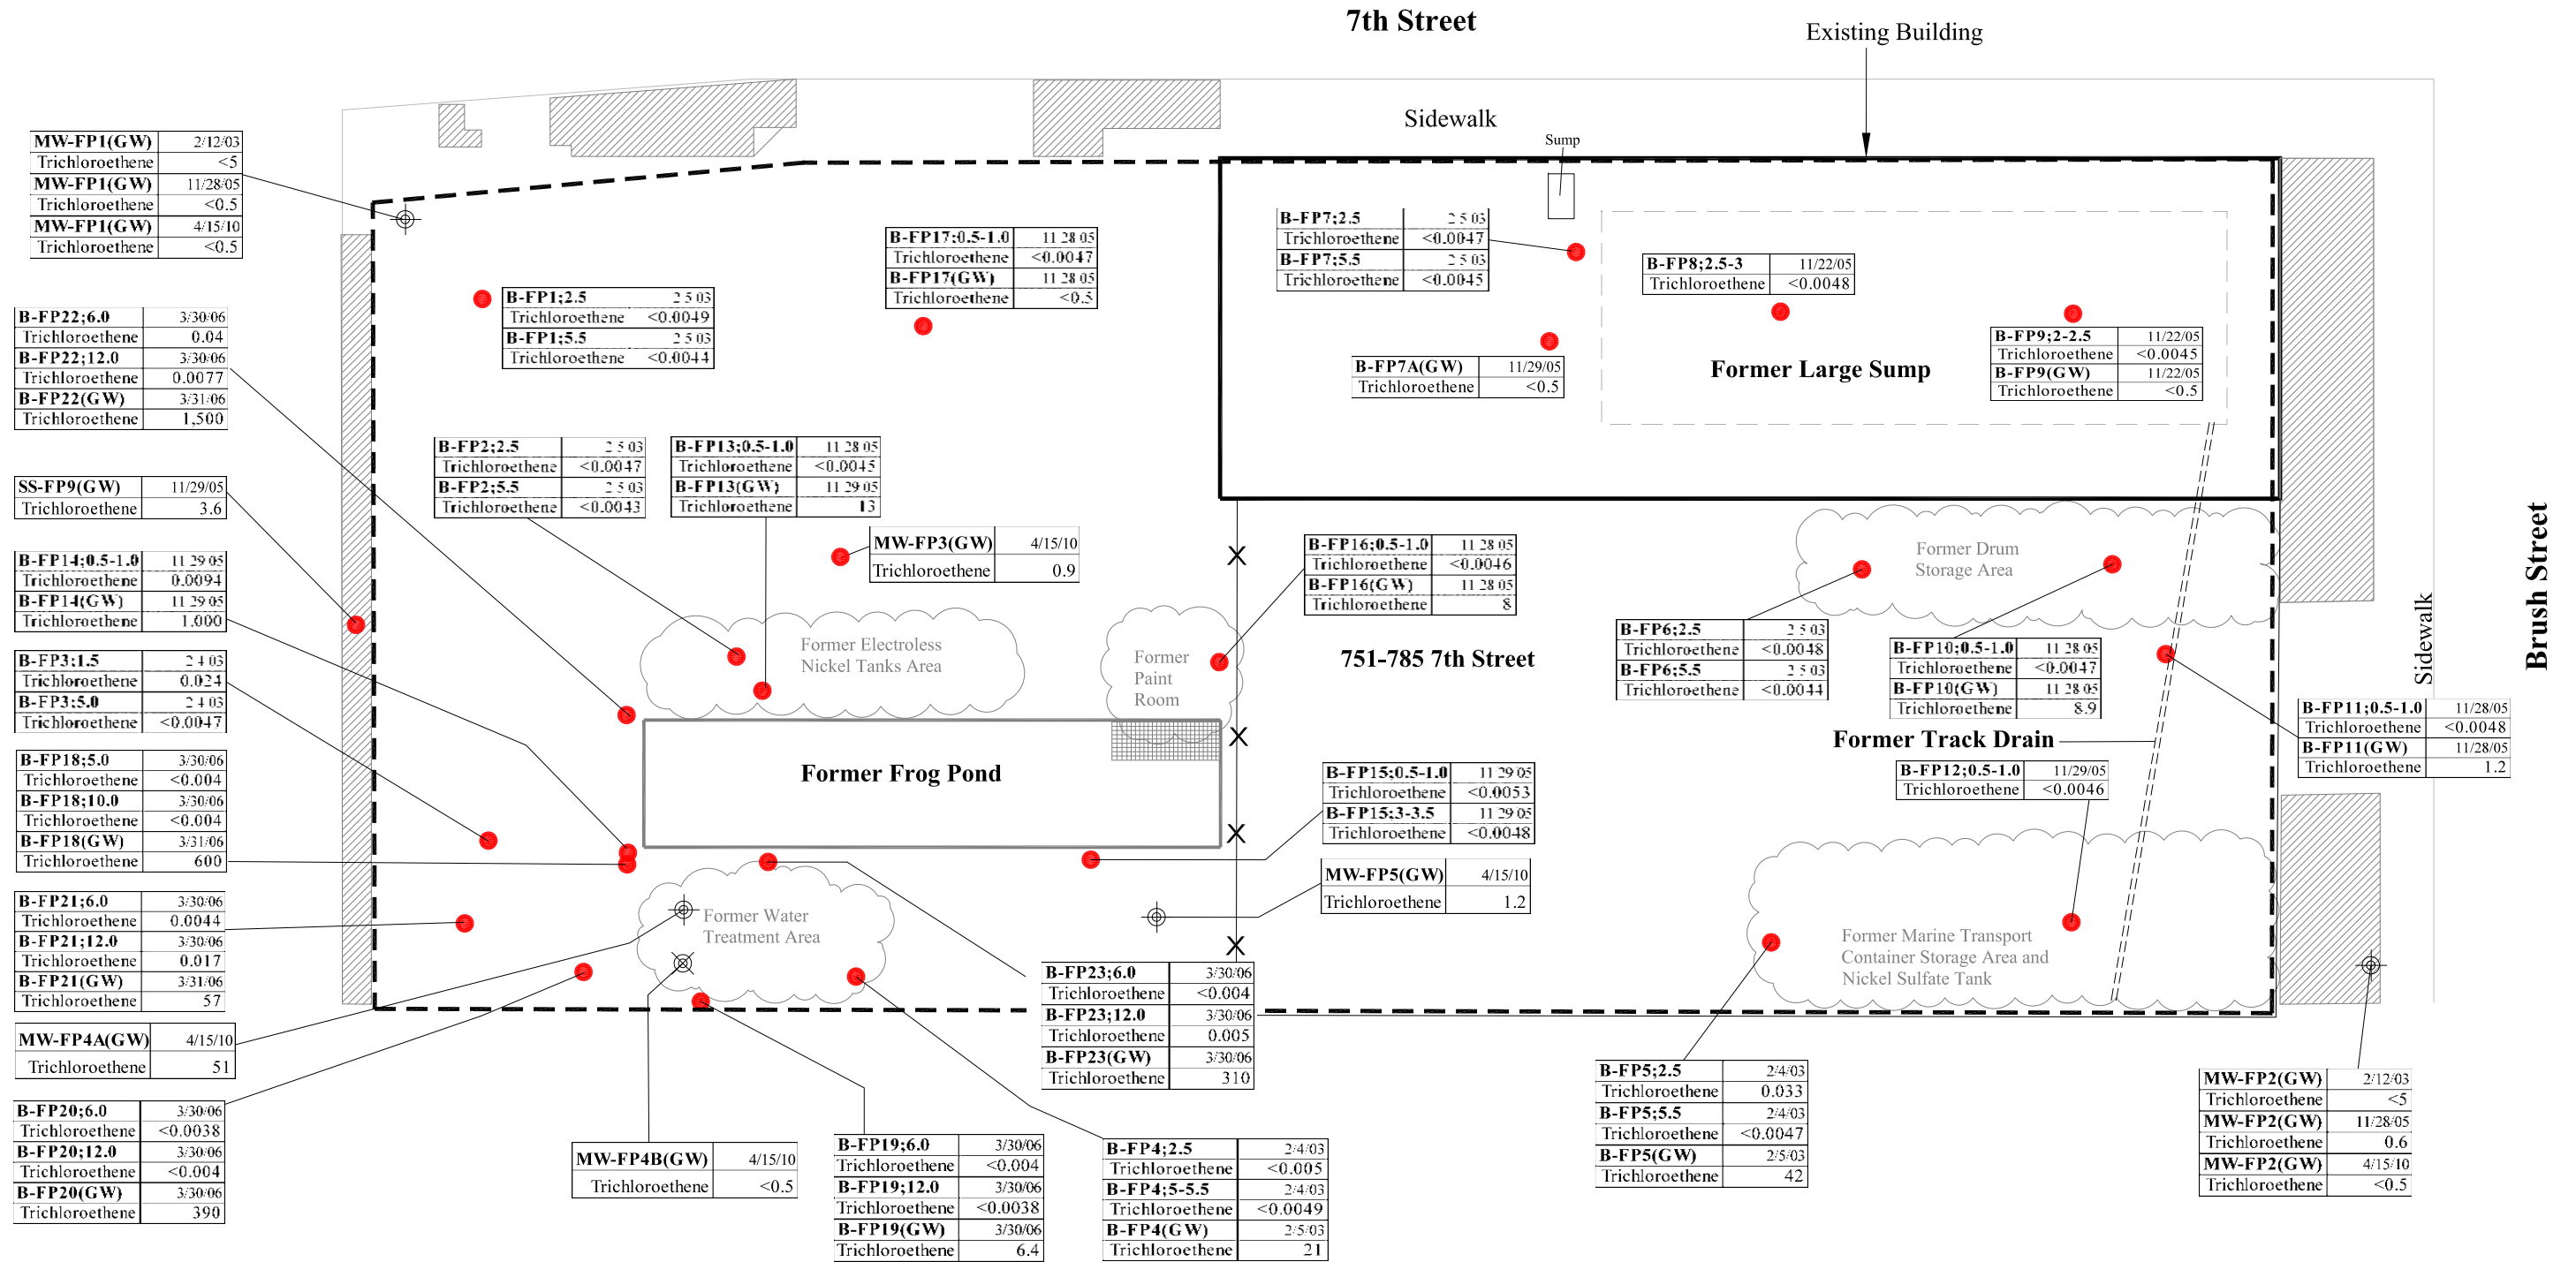 7th Street
Existing Building
Sidewalk
Sump
MW-FP1(GW) 2/12/03
Trichloroethene <5
MW-FP1(GW) 11/28/05
Trichloroethene <0.5
MW-FP1(GW) 4/15/10
Trichloroethene <0.5
B-FP17;0.5-1.0 11 28 05
Trichloroethene <0.0047
B-FP17(GW) 11 28 05
Trichloroethene <0.5
B-FP7;2.5 2 5 03
Trichloroethene <0.0047
B-FP7;5.5 2 5 03
Trichloroethene <0.0045
B-FP8;2.5-3 11/22/05
Trichloroethene <0.0048
B-FP1;2.5 2 5 03
Trichloroethene <0.0049
B-FP1;5.5 2 5 03
Trichloroethene <0.0044
B-FP22;6.0 3/30/06
Trichloroethene 0.04
B-FP22;12.0 3/30/06
Trichloroethene 0.0077
B-FP22(GW) 3/31/06
Trichloroethene 1,500
B-FP7A(GW) 11/29/05
Trichloroethene <0.5
Former Large Sump
B-FP9;2-2.5 11/22/05
Trichloroethene <0.0045
B-FP9(GW) 11/22/05
Trichloroethene <0.5
B-FP2;2.5 2 5 03
Trichloroethene <0.0047
B-FP2;5.5 2 5 03
Trichloroethene <0.0043
B-FP13;0.5-1.0 11 28 05
Trichloroethene <0.0045
B-FP13(GW) 11 29 05
Trichloroethene 13
SS-FP9(GW) 11/29/05
Trichloroethene 3.6
MW-FP3(GW) 4/15/10
Trichloroethene 0.9
B-FP16;0.5-1.0 11 28 05
Trichloroethene <0.0046
B-FP16(GW) 11 28 05
Trichloroethene 8
Former Drum
Storage Area
B-FP14;0.5-1.0 11 29 05
Trichloroethene 0.0094
B-FP14(GW) 11 29 05
Trichloroethene 1.000
Former Electroless
Nickel Tanks Area
Former
Paint
Room
751-785 7th Street
B-FP6;2.5 2 5 03
Trichloroethene <0.0048
B-FP6;5.5 2 5 03
Trichloroethene <0.0044
B-FP10;0.5-1.0 11 28 05
Trichloroethene <0.0047
B-FP10(GW) 11 28 05
Trichloroethene 8.9
Sidewalk
Brush Street
B-FP3;1.5 2 4 03
Trichloroethene 0.024
B-FP3;5.0 2 4 03
Trichloroethene <0.0047
B-FP11;0.5-1.0 11/28/05
Trichloroethene <0.0048
B-FP11(GW) 11/28/05
Trichloroethene 1.2
Former Track Drain
B-FP18;5.0 3/30/06
Trichloroethene <0.004
B-FP18;10.0 3/30/06
Trichloroethene <0.004
B-FP18(GW) 3/31/06
Trichloroethene 600
Former Frog Pond
B-FP15;0.5-1.0 11 29 05
Trichloroethene <0.0053
B-FP15;3-3.5 11 29 05
Trichloroethene <0.0048
B-FP12;0.5-1.0 11/29/05
Trichloroethene <0.0046
MW-FP5(GW) 4/15/10
Trichloroethene 1.2
B-FP21;6.0 3/30/06
Trichloroethene 0.0044
B-FP21;12.0 3/30/06
Trichloroethene 0.017
B-FP21(GW) 3/31/06
Trichloroethene 57
Former Water
Treatment Area
Former Marine Transport
Container Storage Area and
Nickel Sulfate Tank
B-FP23;6.0 3/30/06
Trichloroethene <0.004
B-FP23;12.0 3/30/06
Trichloroethene 0.005
B-FP23(GW) 3/30/06
Trichloroethene 310
MW-FP4A(GW) 4/15/10
Trichloroethene 51
B-FP5;2.5 2/4/03
Trichloroethene 0.033
B-FP5;5.5 2/4/03
Trichloroethene <0.0047
B-FP5(GW) 2/5/03
Trichloroethene 42
MW-FP2(GW) 2/12/03
Trichloroethene <5
MW-FP2(GW) 11/28/05
Trichloroethene 0.6
MW-FP2(GW) 4/15/10
Trichloroethene <0.5
B-FP20;6.0 3/30/06
Trichloroethene <0.0038
B-FP20;12.0 3/30/06
Trichloroethene <0.004
B-FP20(GW) 3/30/06
Trichloroethene 390
MW-FP4B(GW) 4/15/10
Trichloroethene <0.5
B-FP19;6.0 3/30/06
Trichloroethene <0.004
B-FP19;12.0 3/30/06
Trichloroethene <0.0038
B-FP19(GW) 3/30/06
Trichloroethene 6.4
B-FP4;2.5 2/4/03
Trichloroethene <0.005
B-FP4;5-5.5 2/4/03
Trichloroethene <0.0049
B-FP4(GW) 2/5/03
Trichloroethene 21